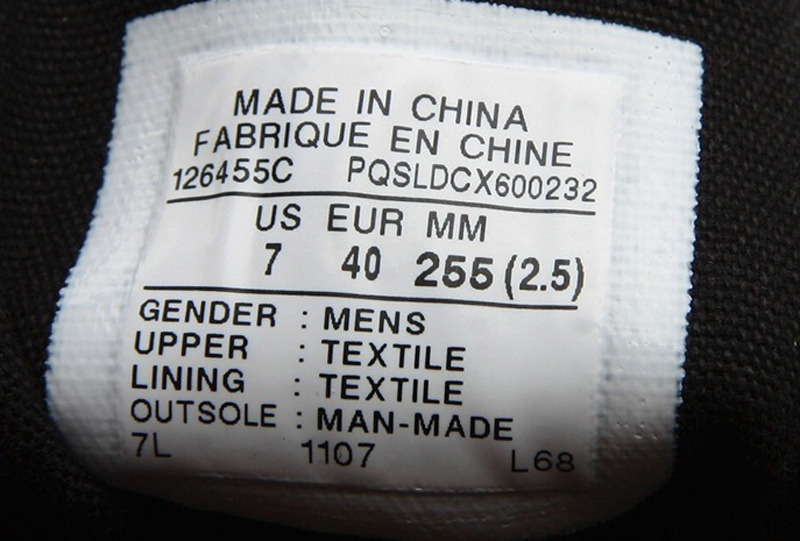 MADE IN CHINA
FABRIQUE EN CHINE
126455C PQSLDCX600232
US EUR MM
7 40 255 (2.5)
GENDER : MENS
UPPER : TEXTILE
LINING : TEXTILE
OUTSOLE : MAN-MADE
7L 1107 L68